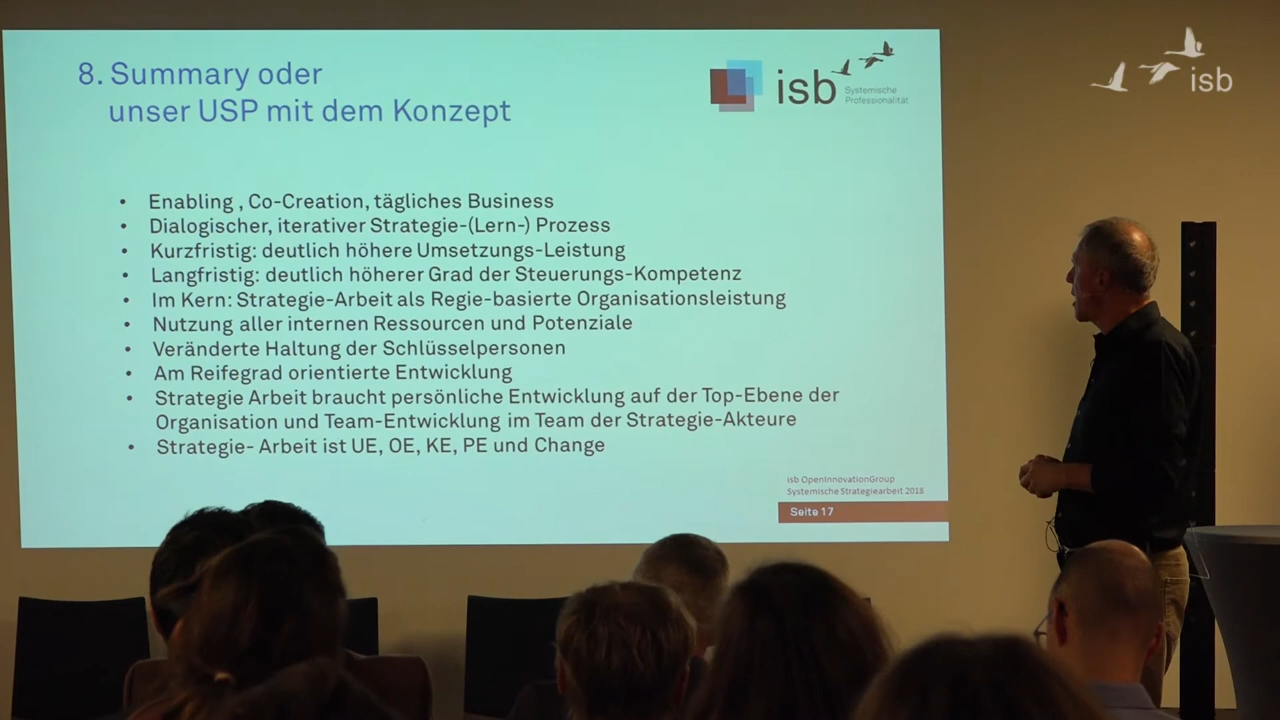 8. Summary oder
unser USP mit dem Konzept
isb
Systemische
Professionalität
isb
• Enabling , Co-Creation, tägliches Business
• Dialogischer, iterativer Strategie-(Lern-) Prozess
• Kurzfristig: deutlich höhere Umsetzungs-Leistung
• Langfristig: deutlich höherer Grad der Steuerungs-Kompetenz
• Im Kern: Strategie-Arbeit als Regie-basierte Organisationsleistung
• Nutzung aller internen Ressourcen und Potenziale
• Veränderte Haltung der Schlüsselpersonen
• Am Reifegrad orientierte Entwicklung
• Strategie Arbeit braucht persönliche Entwicklung auf der Top-Ebene der
Organisation und Team-Entwicklung im Team der Strategie-Akteure
• Strategie- Arbeit ist UE, OE, KE, PE und Change
isb OpenInnovationGroup
Systemische Strategiearbeit 2018
Seite 17